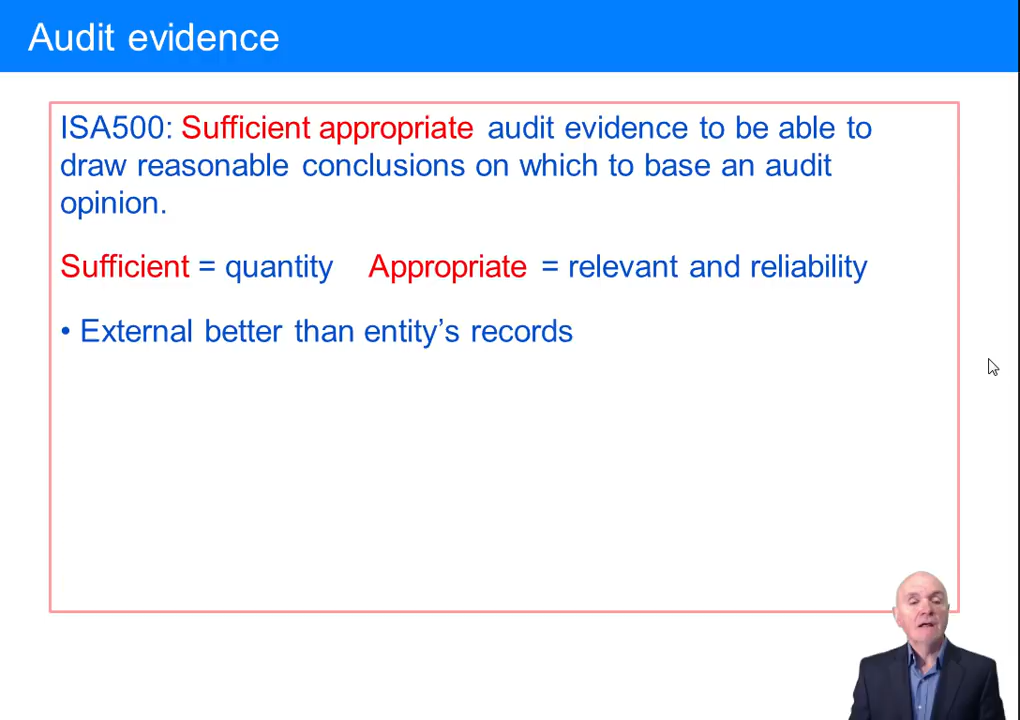 Audit evidence
ISA500: Sufficient appropriate audit evidence to be able to
draw reasonable conclusions on which to base an audit
opinion.
Sufficient = quantity Appropriate = relevant and reliability
• External better than entity’s records